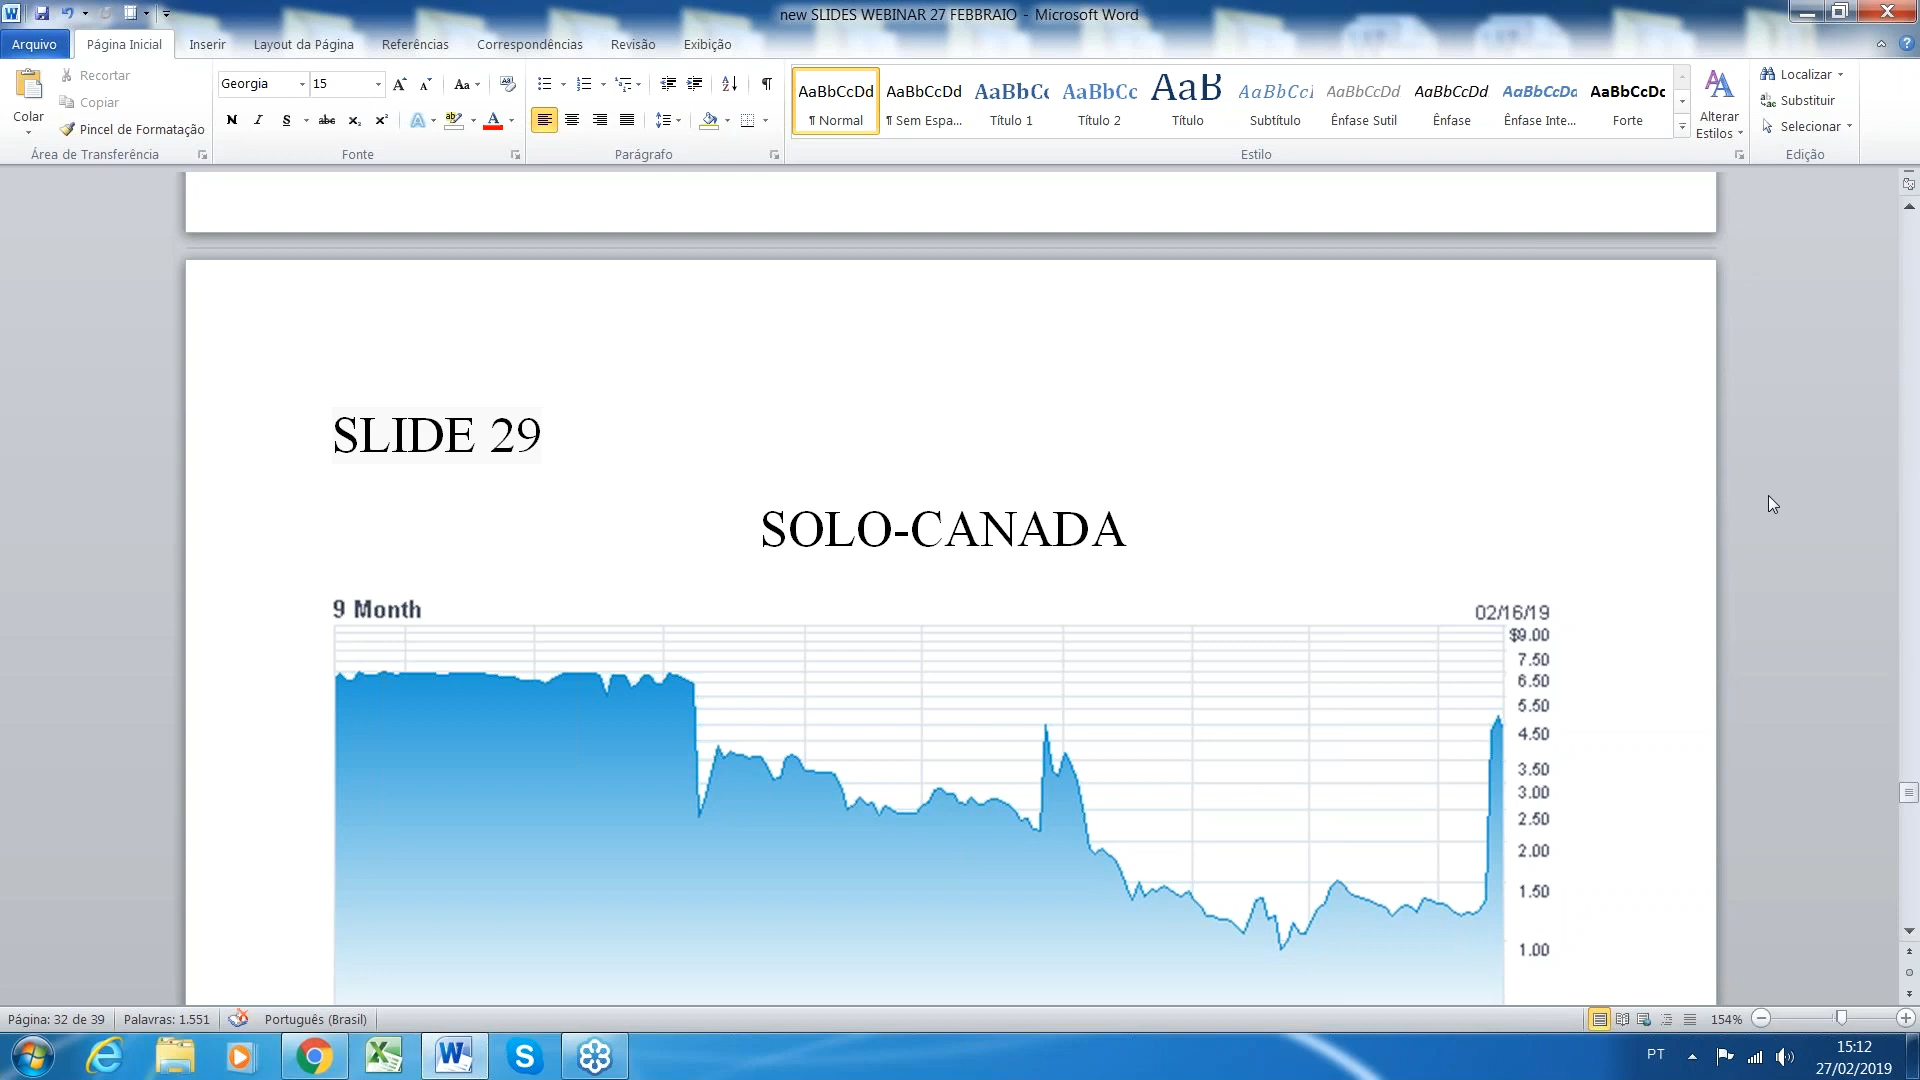 new SLIDES WEBINAR 27 FEBBRAIO - Microsoft Word
Arquivo Página Inicial Inserir Layout da Página Referências Correspondências Revisão Exibição
Colar
Recortar
Copiar
Pincel de Formatação
Área de Transferência
Georgia 15
Fonte
Parágrafo
AaBbCcDd AaBbCcDd AaBbCc AaBbCc AaB AaBbCcI AaBbCcDd AaBbCcDd AaBbCcDd AaBbCcDc
¶ Normal ¶ Sem Espa... Título 1 Título 2 Título Subtítulo Ênfase Sutil Ênfase Ênfase Inte... Forte
Estilo
Alterar
Estilos
Localizar
Substituir
Selecionar
Edição
SLIDE 29
SOLO-CANADA
9 Month
02/16/19
$9.00
7.50
6.50
5.50
4.50
3.50
3.00
2.50
2.00
1.50
1.00
Página: 32 de 39 Palavras: 1.551 Português (Brasil) 154%
PT
15:12
27/02/2019